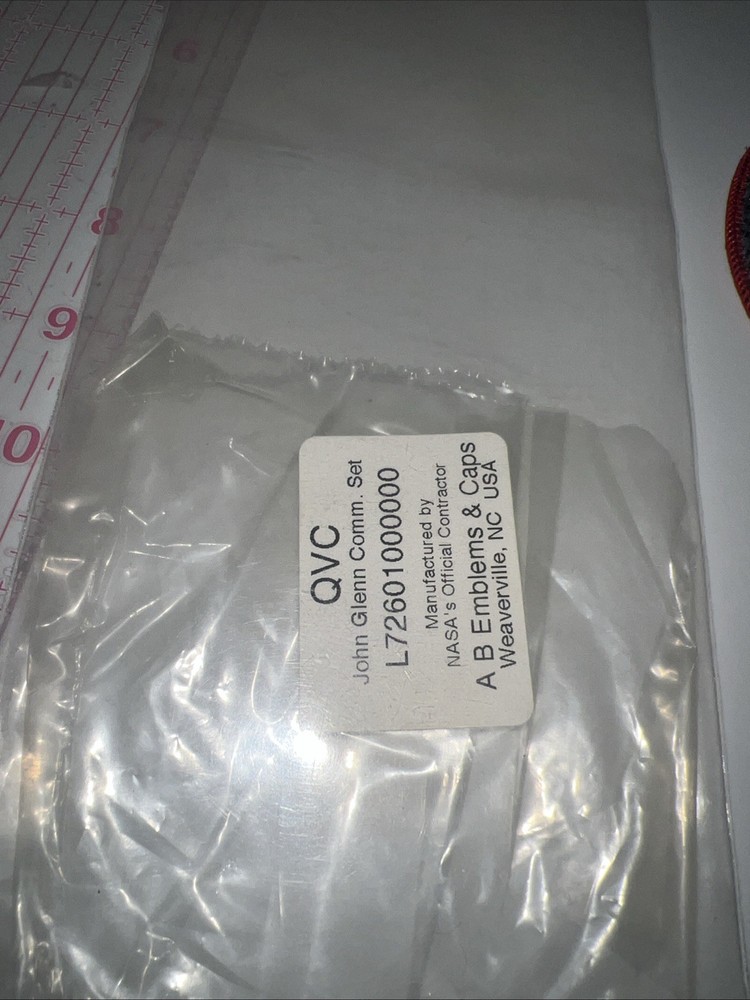 QVC
John Glenn Comm. Set
L72601000000
Manufactured by
NASA's Official Contractor
A B Emblems & Caps
Weaverville, NC USA
6
7
8
9
10